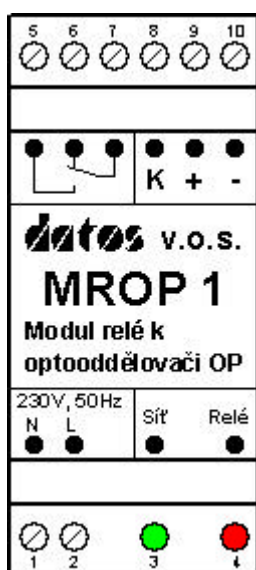 5 6 7 8 9 10
K + -
datos v.o.s.
MROP 1
Modul relé k
optooddělovači OP
230V, 50Hz
N L
Síť Relé
1 2 3 4